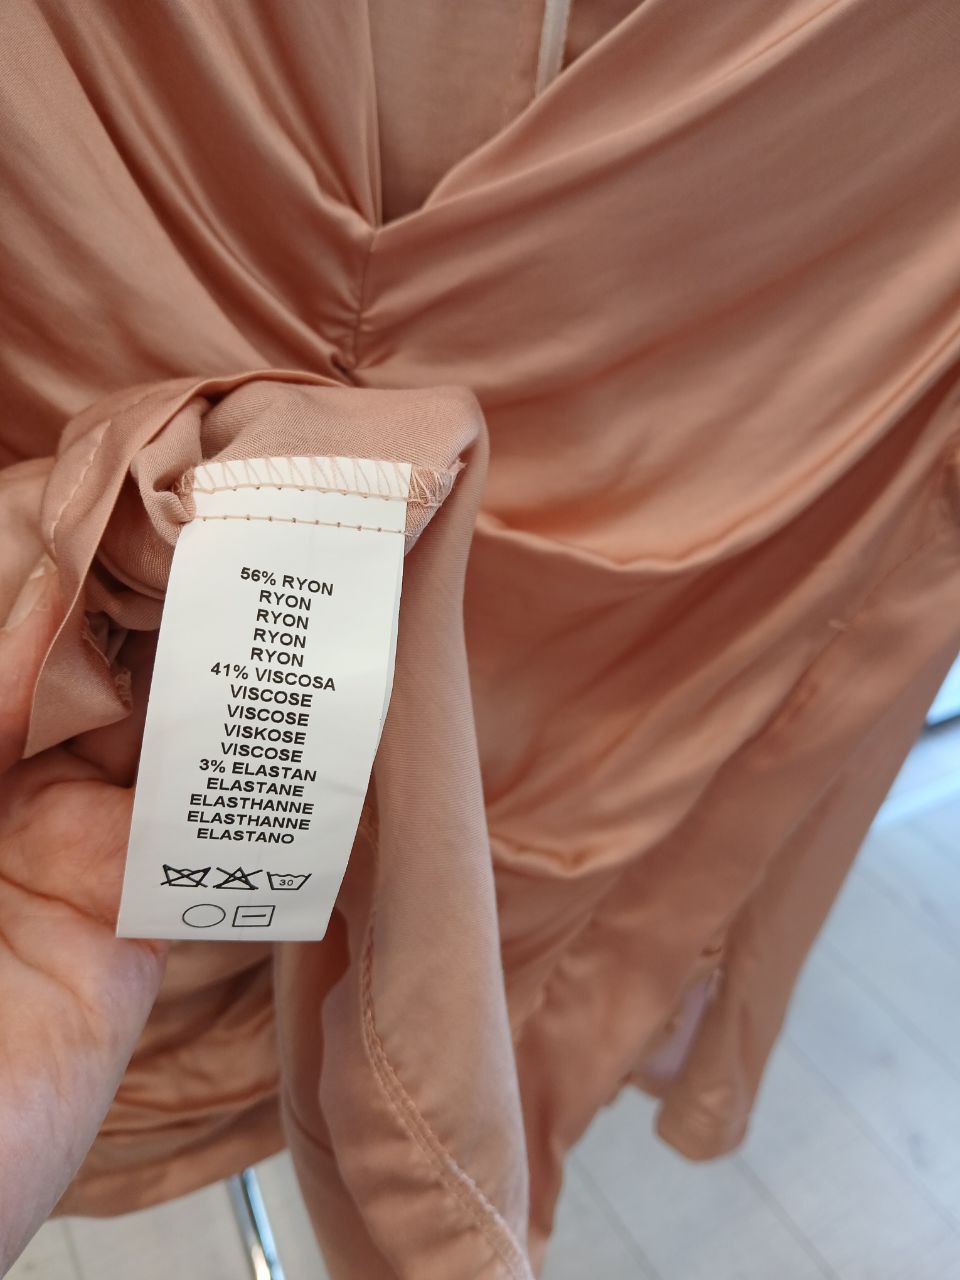 56% RYON
RYON
RYON
RYON
RYON
41% VISCOSA
VISCOSE
VISCOSE
VISKOSE
VISCOSE
3% ELASTAN
ELASTANE
ELASTHANNE
ELASTHANNE
ELASTANO
30